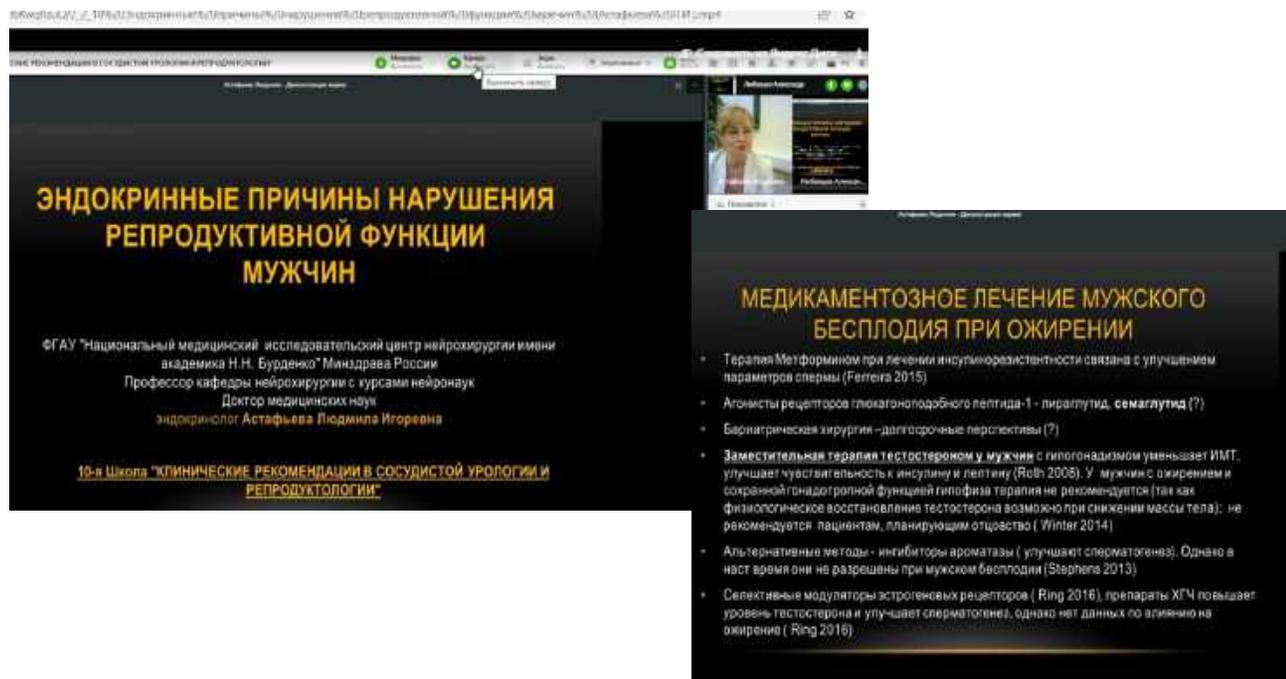 Сохранить на Яндекс Диск
ЭНДОКРИННЫЕ ПРИЧИНЫ НАРУШЕНИЯ
РЕПРОДУКТИВНОЙ ФУНКЦИИ
МУЖЧИН
ФГАУ "Национальный медицинский исследовательский центр нейрохирургии имени
академика Н.Н. Бурденко" Минздрава России
Профессор кафедры нейрохирургии с курсами нейронаук
Доктор медицинских наук
эндокринолог Астафьева Людмила Игоревна
10-я Школа "КЛИНИЧЕСКИЕ РЕКОМЕНДАЦИИ В СОСУДИСТОЙ УРОЛОГИИ И
РЕПРОДУКТОЛОГИИ"
МЕДИКАМЕНТОЗНОЕ ЛЕЧЕНИЕ МУЖСКОГО
БЕСПЛОДИЯ ПРИ ОЖИРЕНИИ
• Терапия Метформином при лечении инсулинорезистентности связана с улучшением
параметров спермы (Ferreira 2015)
• Агонисты рецепторов глюкагоноподобного пептида-1 - лираглутид, семаглутид (?)
• Бариатрическая хирургия –долгосрочные перспективы (?)
• Заместительная терапия тестостероном у мужчин с гипогонадизмом уменьшает ИМТ,
улучшает чувствительность к инсулину и лептину (Roth 2008). У мужчин с ожирением и
сохранной гонадотропной функцией гипофиза терапия не рекомендуется (так как
физиологическое восстановление тестостерона возможно при снижении массы тела); не
рекомендуется пациентам, планирующим отцовство ( Winter 2014)
• Альтернативные методы - ингибиторы ароматазы ( улучшают сперматогенез). Однако в
наст время они не разрешены при мужском бесплодии (Stephens 2013)
• Селективные модуляторы эстрогеновых рецепторов ( Ring 2016), препараты ХГЧ повышает
уровень тестостерона и улучшает сперматогенез, однако нет данных по влиянию на
ожирение ( Ring 2016)